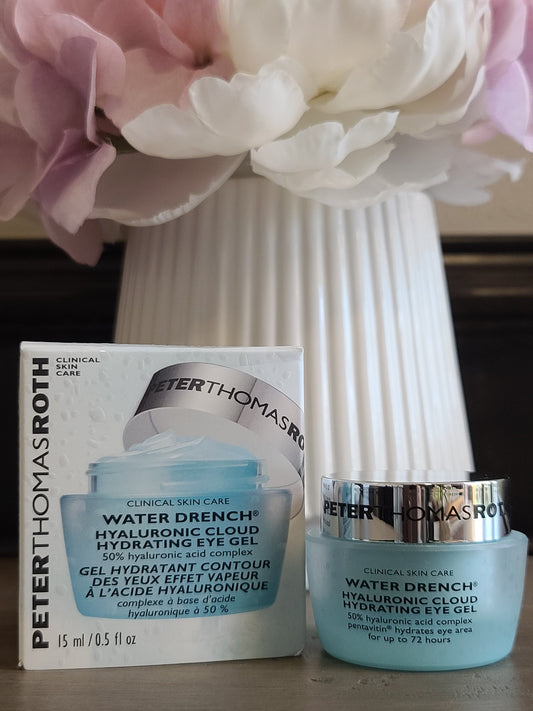 PETERTHOMASROTH
CLINICAL
SKIN
CARE
PETERTHOMASRO
CLINICAL SKIN CARE
WATER DRENCH®
HYALURONIC CLOUD
HYDRATING EYE GEL
50% hyaluronic acid complex
GEL HYDRATANT CONTOUR
DES YEUX EFFET VAPEUR
À L'ACIDE HYALURONIQUE
complexe à base d'acide
hyaluronique à 50 %
15 ml / 0.5 fl oz
PETERTHOMASROTH
CLINICAL SKIN CARE
WATER DRENCH®
HYALURONIC CLOUD
HYDRATING EYE GEL
50% hyaluronic acid complex
pentavitin® hydrates eye area
for up to 72 hours